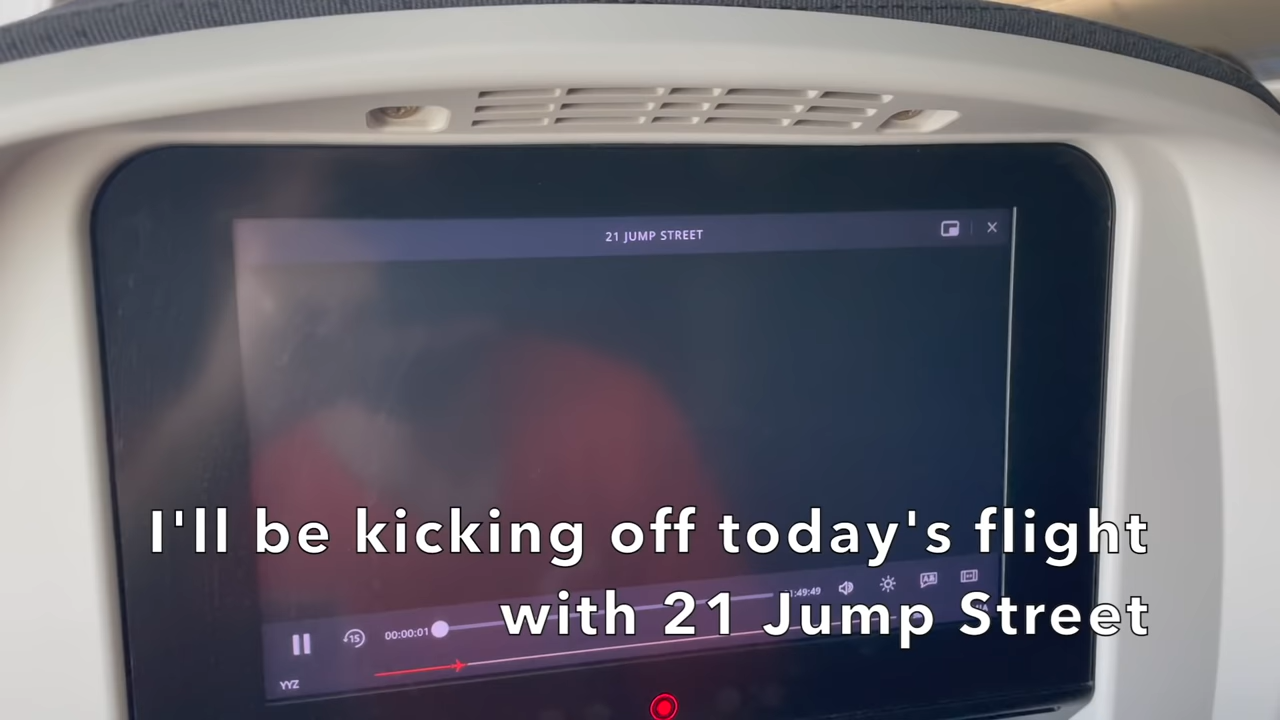 21 JUMP STREET
I'll be kicking off today's flight
with 21 Jump Street
15
00:00:01
1:49:49
YYZ